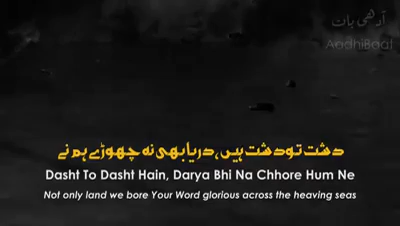 آدھی بات
AadhiBaat
دشت تو دشت ہیں، دریا بھی نہ چھوڑے ہم نے
Dasht To Dasht Hain, Darya Bhi Na Chhore Hum Ne
Not only land we bore Your Word glorious across the heaving seas